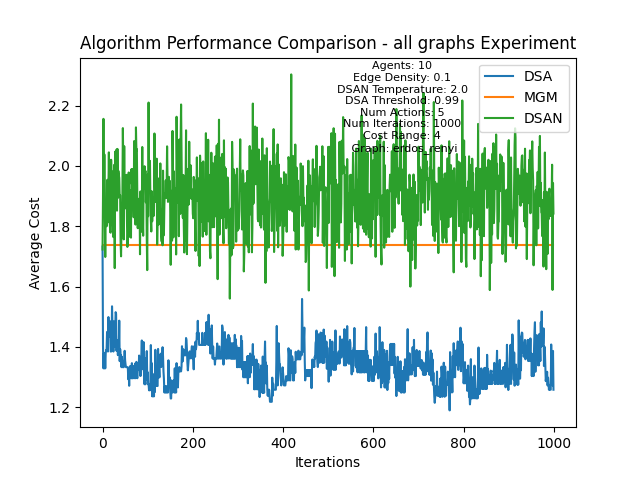 Algorithm Performance Comparison - all graphs Experiment
Agents: 10
Edge Density: 0.1
DSAN Temperature: 2.0
DSA Threshold: 0.99
Num Actions: 5
Num Iterations: 1000
Cost Range: 4
Graph: erdos_renyi
DSA
MGM
DSAN
Average Cost
2.2
2.0
1.8
1.6
1.4
1.2
0
200
400
600
800
1000
Iterations